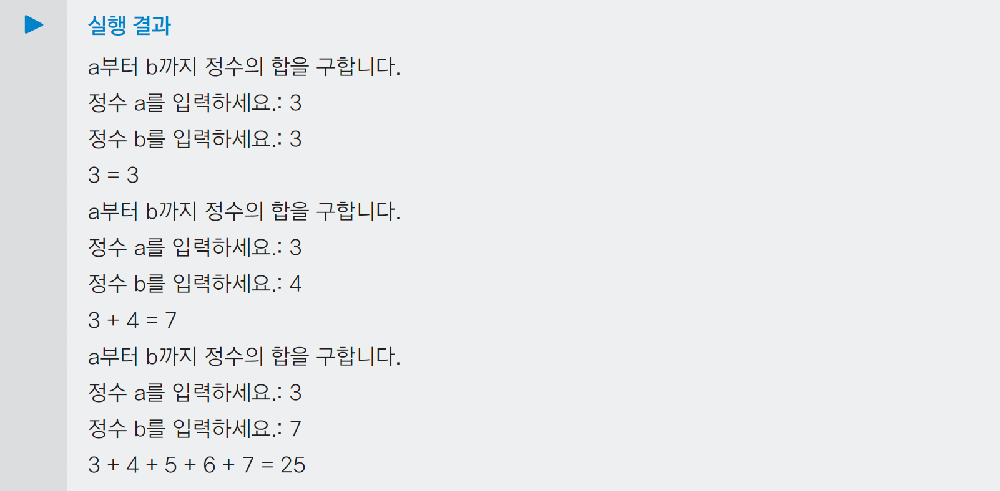 실행 결과
a부터 b까지 정수의 합을 구합니다.
정수 a를 입력하세요.: 3
정수 b를 입력하세요.: 3
3 = 3
a부터 b까지 정수의 합을 구합니다.
정수 a를 입력하세요.: 3
정수 b를 입력하세요.: 4
3 + 4 = 7
a부터 b까지 정수의 합을 구합니다.
정수 a를 입력하세요.: 3
정수 b를 입력하세요.: 7
3 + 4 + 5 + 6 + 7 = 25